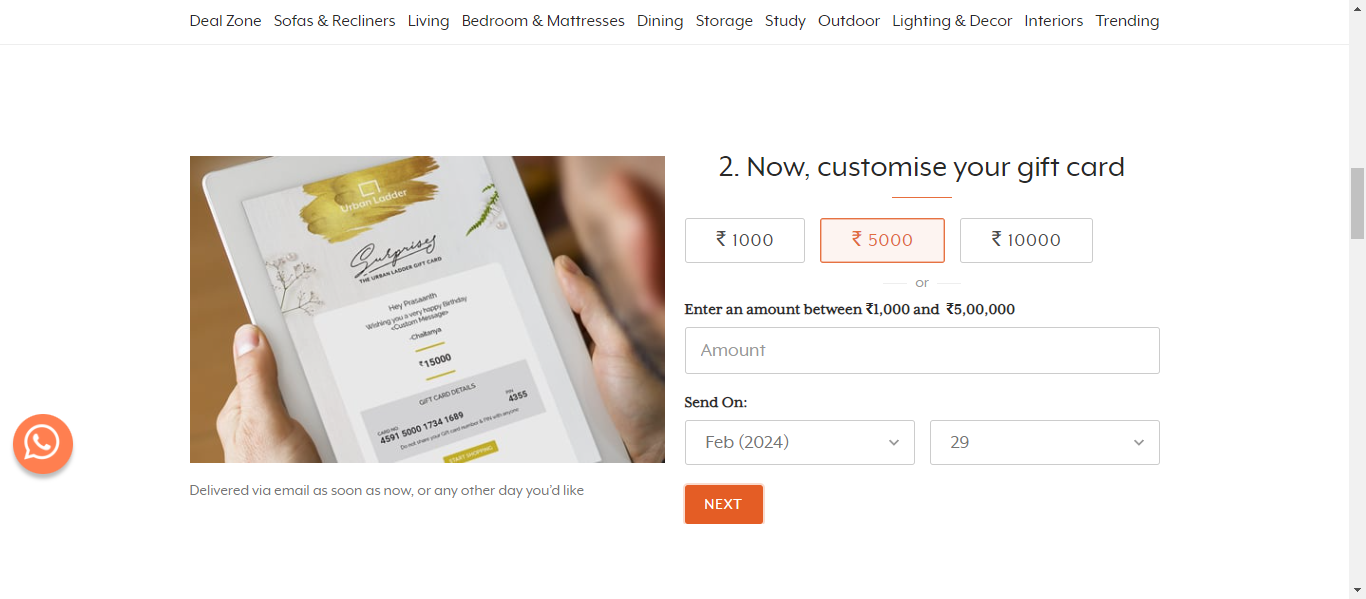 Deal Zone Sofas & Recliners Living Bedroom & Mattresses Dining Storage Study Outdoor Lighting & Decor Interiors Trending
Urban Ladder
Surprises
THE URBAN LADDER GIFT CARD
Hey Prasaanth
Wishing you a very happy Birthday
<Custom Message>
-Chaitanya
₹15000
GIFT CARD DETAILS
CARD NO. PIN
4591 5000 1734 1689 4355
Do not share your Gift card number & PIN with anyone
START SHOPPING
Delivered via email as soon as now, or any other day you'd like
2. Now, customise your gift card
₹ 1000 ₹ 5000 ₹ 10000
or
Enter an amount between ₹1,000 and ₹5,00,000
Amount
Send On:
Feb (2024) 29
NEXT